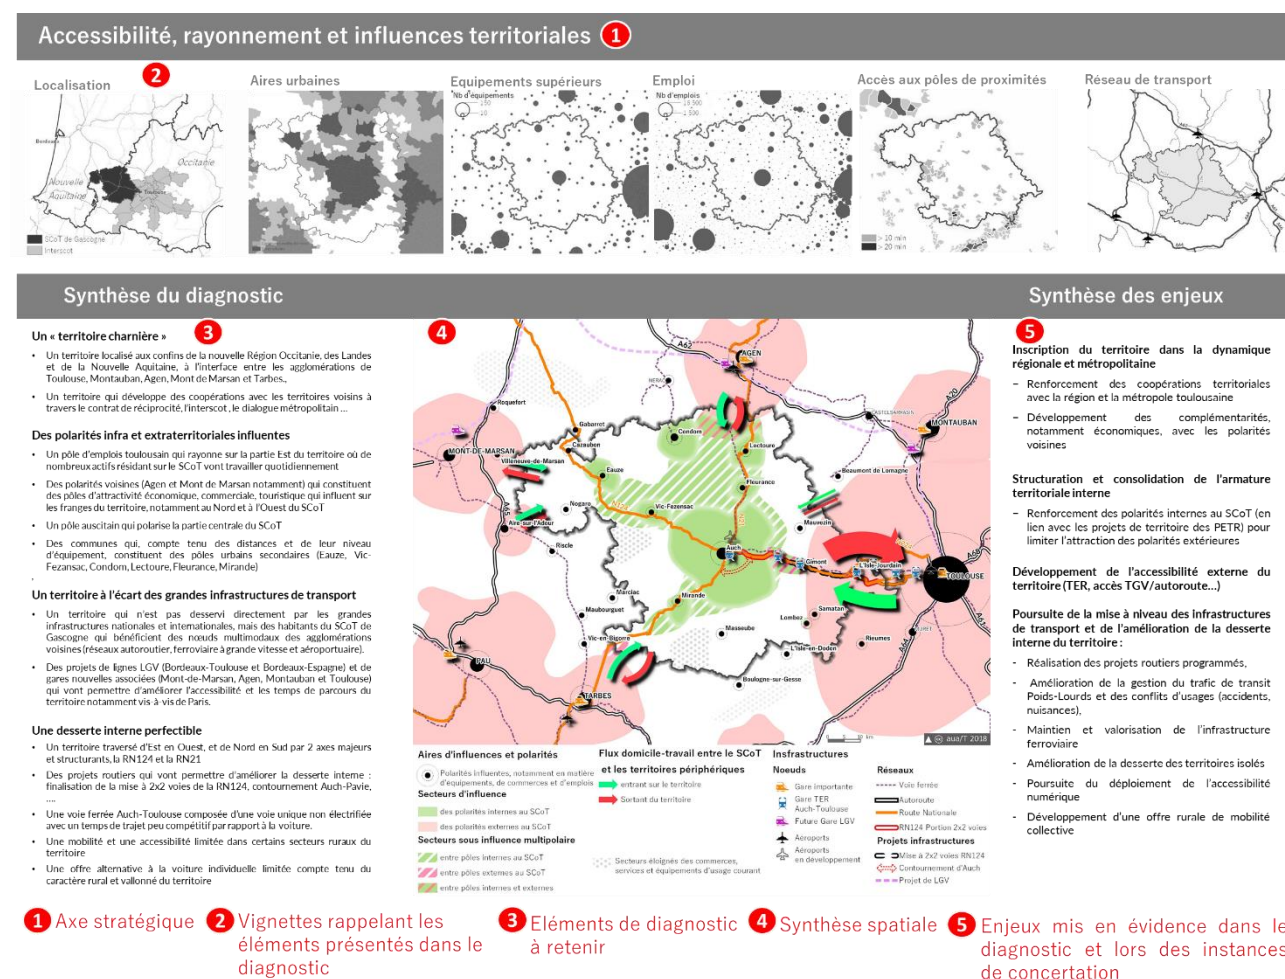 Accessibilité, rayonnement et influences territoriales 1
Localisation
2
Aires urbaines
Equipements supérieurs
Emploi
Accès aux pôles de proximités
Réseau de transport
Bordeaux
Occitanie
Nouvelle
Aquitaine
Toulouse
SCoT de Gascogne
Interscot
Nb d'équipements
150
10
Nb d'emplois
18 500
1 500
> 10 min
> 20 min
Synthèse du diagnostic
Synthèse des enjeux
3
Un « territoire charnière »
• Un territoire localisé aux confins de la nouvelle Région Occitanie, des Landes
et de la Nouvelle Aquitaine, à l'interface entre les agglomérations de
Toulouse, Montauban, Agen, Mont de Marsan et Tarbes.,
• Un territoire qui développe des coopérations avec les territoires voisins à
travers le contrat de réciprocité, l'interscot , le dialogue métropolitain ...
Des polarités infra et extraterritoriales influentes
• Un pôle d'emplois toulousain qui rayonne sur la partie Est du territoire où de
nombreux actifs résidant sur le SCoT vont travailler quotidiennement
• Des polarités voisines (Agen et Mont de Marsan notamment) qui constituent
des pôles d'attractivité économique, commerciale, touristique qui influent sur
les franges du territoire, notamment au Nord et à l'Ouest du SCoT
• Un pôle auscitain qui polarise la partie centrale du SCoT
• Des communes qui, compte tenu des distances et de leur niveau
d'équipement, constituent des pôles urbains secondaires (Eauze, Vic-
Fezansac, Condom, Lectoure, Fleurance, Mirande)
.
Un territoire à l'écart des grandes infrastructures de transport
• Un territoire qui n'est pas desservi directement par les grandes
infrastructures nationales et internationales, mais des habitants du SCoT de
Gascogne qui bénéficient des nœuds multimodaux des agglomérations
voisines (réseaux autoroutier, ferroviaire à grande vitesse et aéroportuaire).
• Des projets de lignes LGV (Bordeaux-Toulouse et Bordeaux-Espagne) et de
gares nouvelles associées (Mont-de-Marsan, Agen, Montauban et Toulouse)
qui vont permettre d'améliorer l'accessibilité et les temps de parcours du
territoire notamment vis-à-vis de Paris.
Une desserte interne perfectible
• Un territoire traversé d'Est en Ouest, et de Nord en Sud par 2 axes majeurs
et structurants, la RN124 et la RN21
• Des projets routiers qui vont permettre d'améliorer la desserte interne :
finalisation de la mise à 2x2 voies de la RN124, contournement Auch-Pavie,
....
• Une voie ferrée Auch-Toulouse composée d'une voie unique non électrifiée
avec un temps de trajet peu compétitif par rapport à la voiture.
• Une mobilité et une accessibilité limitée dans certains secteurs ruraux du
territoire
• Une offre alternative à la voiture individuelle limitée compte tenu du
caractère rural et vallonné du territoire
4
A62
AGEN
NERAC
Roquefort
CASTELSARRASIN
A20
MONTAUBAN
Gabarret
Condom
Cazaubon
Lectoure
MONT-DE-MARSAN
Villeneuve-de-Marsan
Eauze
Beaumont de Lomagne
Fleurance
A65
Nogaro
N124
Vic-Fezensac
Aire-sur-l'Adour
Mauvezin
Riscle
Auch
Gimont
L'Isle-Jourdain
A68
TOULOUSE
Marciac
Mirande
Maubourguet
Samatan
Lombez
Masseube
MURET
A64
A61
Vic-en-Bigorre
Rieumes
L'Isle-en-Dodon
PAU
Boulogne-sur-Gesse
TARBES
aua/T 2018
Aires d'influences et polarités
Polarités influentes, notamment en matière
d'équipements, de commerces et d'emplois
Secteurs d'influence
des polarités internes au SCoT
des polarités externes au SCoT
Secteurs sous influence multipolaire
entre pôles internes au SCoT
entre pôles externes au SCoT
entre pôles internes et externes
Flux domicile-travail entre le SCoT
et les territoires périphériques
entrant sur le territoire
Sortant du territoire
Secteurs éloignés des commerces,
services et équipements d'usage courant
Insfrastructures
Noeuds
Gare importante
Gare TER
Auch-Toulouse
Future Gare LGV
Aéroports
Aéroports
en développement
Réseaux
Voie ferrée
Autoroute
Route Nationale
RN124 Portion 2x2 voies
Projets infrastructures
Mise à 2x2 voies RN124
Contournement d'Auch
Projet de LGV
5
Inscription du territoire dans la dynamique
régionale et métropolitaine
– Renforcement des coopérations territoriales
avec la région et la métropole toulousaine
– Développement des complémentarités,
notamment économiques, avec les polarités
voisines
Structuration et consolidation de l'armature
territoriale interne
– Renforcement des polarités internes au SCoT (en
lien avec les projets de territoire des PETR) pour
limiter l'attraction des polarités extérieures
Développement de l'accessibilité externe du
territoire (TER, accès TGV/autoroute...)
Poursuite de la mise à niveau des infrastructures
de transport et de l'amélioration de la desserte
interne du territoire :
- Réalisation des projets routiers programmés,
- Amélioration de la gestion du trafic de transit
Poids-Lourds et des conflits d'usages (accidents,
nuisances),
- Maintien et valorisation de l'infrastructure
ferroviaire
- Amélioration de la desserte des territoires isolés
- Poursuite du déploiement de l'accessibilité
numérique
- Développement d'une offre rurale de mobilité
collective
1 Axe stratégique
2 Vignettes rappelant les
éléments présentés dans le
diagnostic
3 Eléments de diagnostic
à retenir
4 Synthèse spatiale
5 Enjeux mis en évidence dans le
diagnostic et lors des instances
de concertation